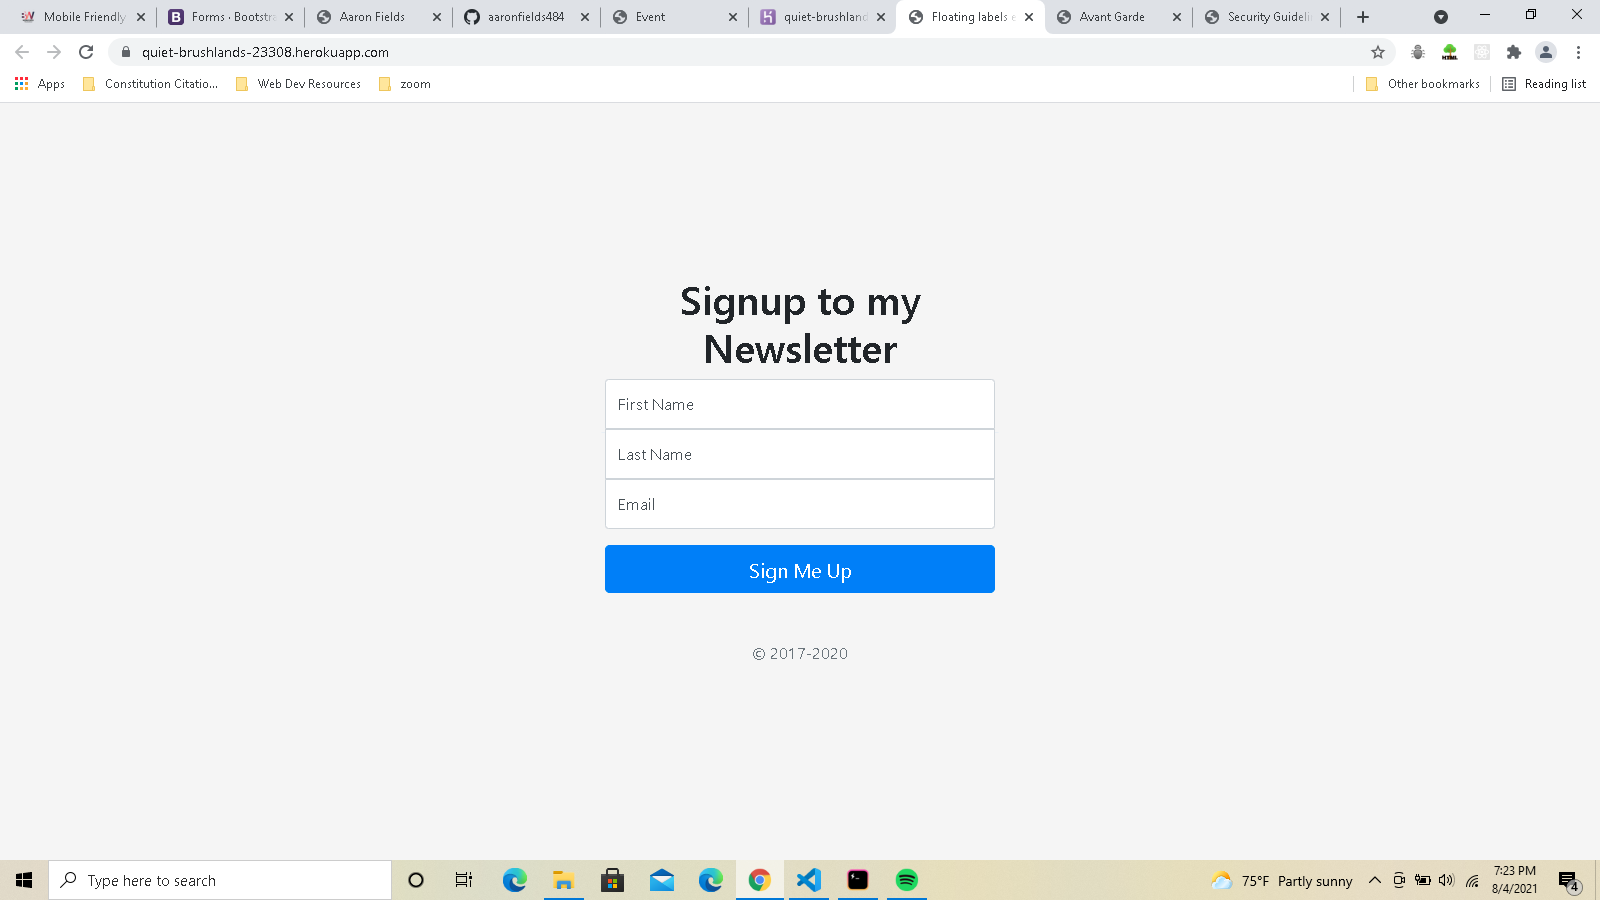 Mobile Friendly
Forms · Bootstra
Aaron Fields
aaronfields484
Event
quiet-brushland
Floating labels e
Avant Garde
Security Guideli
quiet-brushlands-23308.herokuapp.com
HTML
Apps
Constitution Citatio...
Web Dev Resources
zoom
Other bookmarks
Reading list
Signup to my
Newsletter
First Name
Last Name
Email
Sign Me Up
© 2017-2020
Type here to search
75°F Partly sunny
7:23 PM
8/4/2021
4